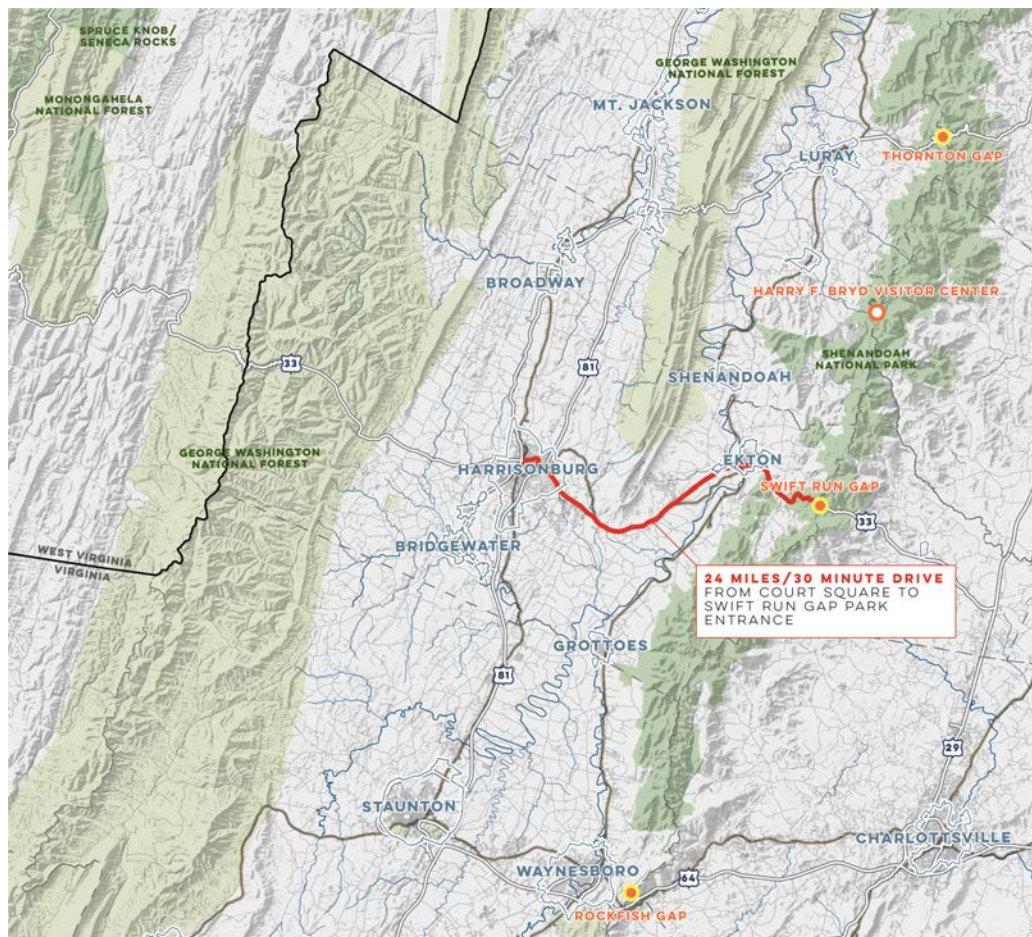 SPRUCE KNOB/
SENECA ROCKS
GEORGE WASHINGTON
NATIONAL FOREST
MONONGAHELA
NATIONAL FOREST
MT. JACKSON
LURAY
THORNTON GAP
BROADWAY
HARRY F. BRYD VISITOR CENTER
33
81
SHENANDOAH
NATIONAL PARK
SHENANDOAH
GEORGE WASHINGTON
NATIONAL FOREST
HARRISONBURG
EKTON
SWIFT RUN GAP
33
BRIDGEWATER
WEST VIRGINIA
VIRGINIA
24 MILES/30 MINUTE DRIVE
FROM COURT SQUARE TO
SWIFT RUN GAP PARK
ENTRANCE
GROTTOES
81
29
STAUNTON
CHARLOTTSVILLE
WAYNESBORO
64
ROCKFISH GAP